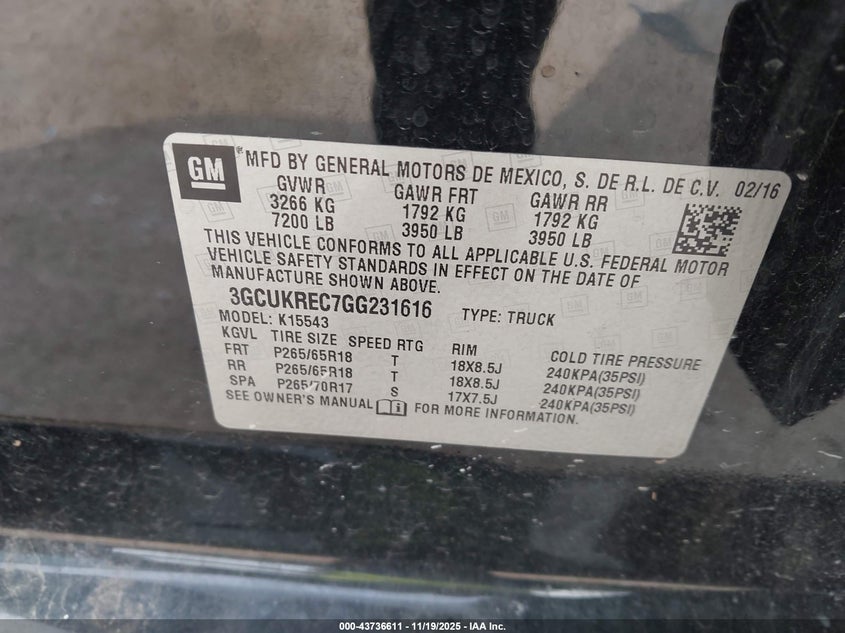 GM
MFD BY GENERAL MOTORS DE MEXICO, S. DE R.L. DE C.V. 02/16
GVWR GAWR FRT GAWR RR
3266 KG 1792 KG 1792 KG
7200 LB 3950 LB 3950 LB
THIS VEHICLE CONFORMS TO ALL APPLICABLE U.S. FEDERAL MOTOR
VEHICLE SAFETY STANDARDS IN EFFECT ON THE DATE OF
MANUFACTURE SHOWN ABOVE.
3GCUKREC7GG231616 TYPE: TRUCK
MODEL: K15543
KGVL TIRE SIZE SPEED RTG RIM COLD TIRE PRESSURE
FRT P265/65R18 T 18X8.5J 240KPA(35PSI)
RR P265/65R18 T 18X8.5J 240KPA(35PSI)
SPA P265/70R17 S 17X7.5J 240KPA(35PSI)
SEE OWNER'S MANUAL FOR MORE INFORMATION.
000-43736611 - 11/19/2025 - IAA Inc.